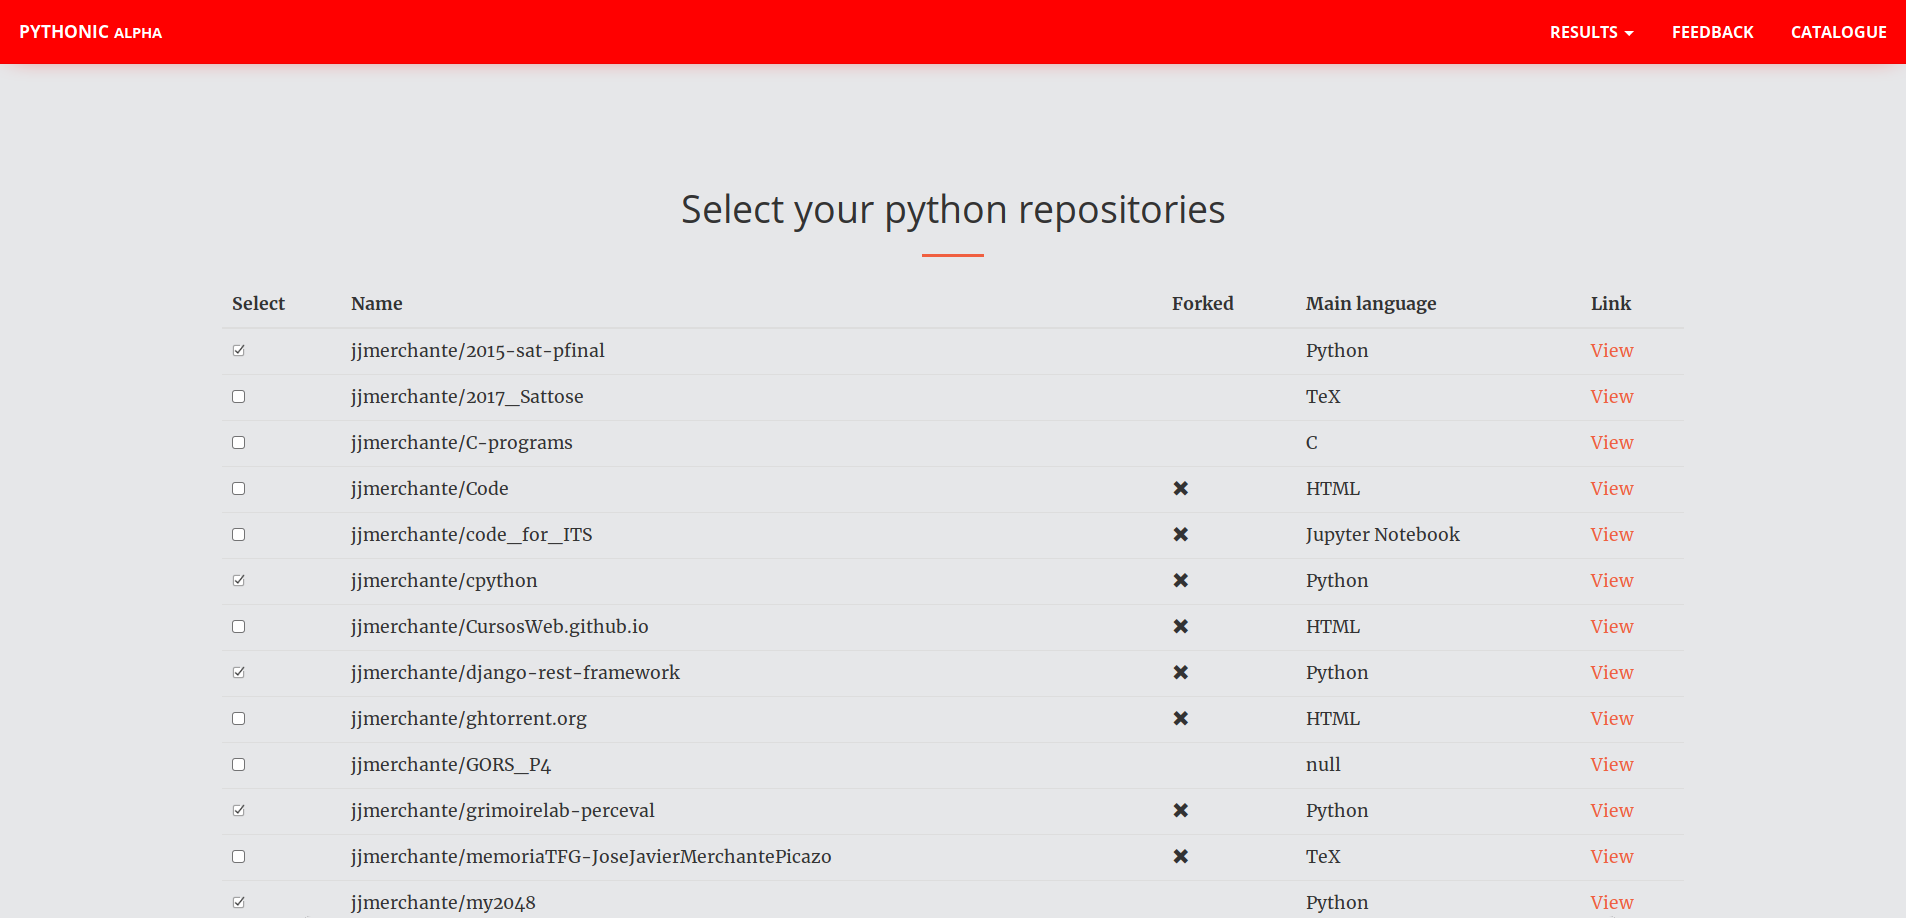 PYTHONIC ALPHA RESULTS FEEDBACK CATALOGUE
Select your python repositories
Select Name Forked Main language Link
jjmerchante/2015-sat-pfinal Python View
jjmerchante/2017_Sattose TeX View
jjmerchante/C-programs C View
jjmerchante/Code HTML View
jjmerchante/code_for_ITS Jupyter Notebook View
jjmerchante/cpython Python View
jjmerchante/CursosWeb.github.io HTML View
jjmerchante/django-rest-framework Python View
jjmerchante/ghtorrent.org HTML View
jjmerchante/GORS_P4 null View
jjmerchante/grimoirelab-perceval Python View
jjmerchante/memoriaTFG-JoseJavierMerchantePicazo TeX View
jjmerchante/my2048 Python View